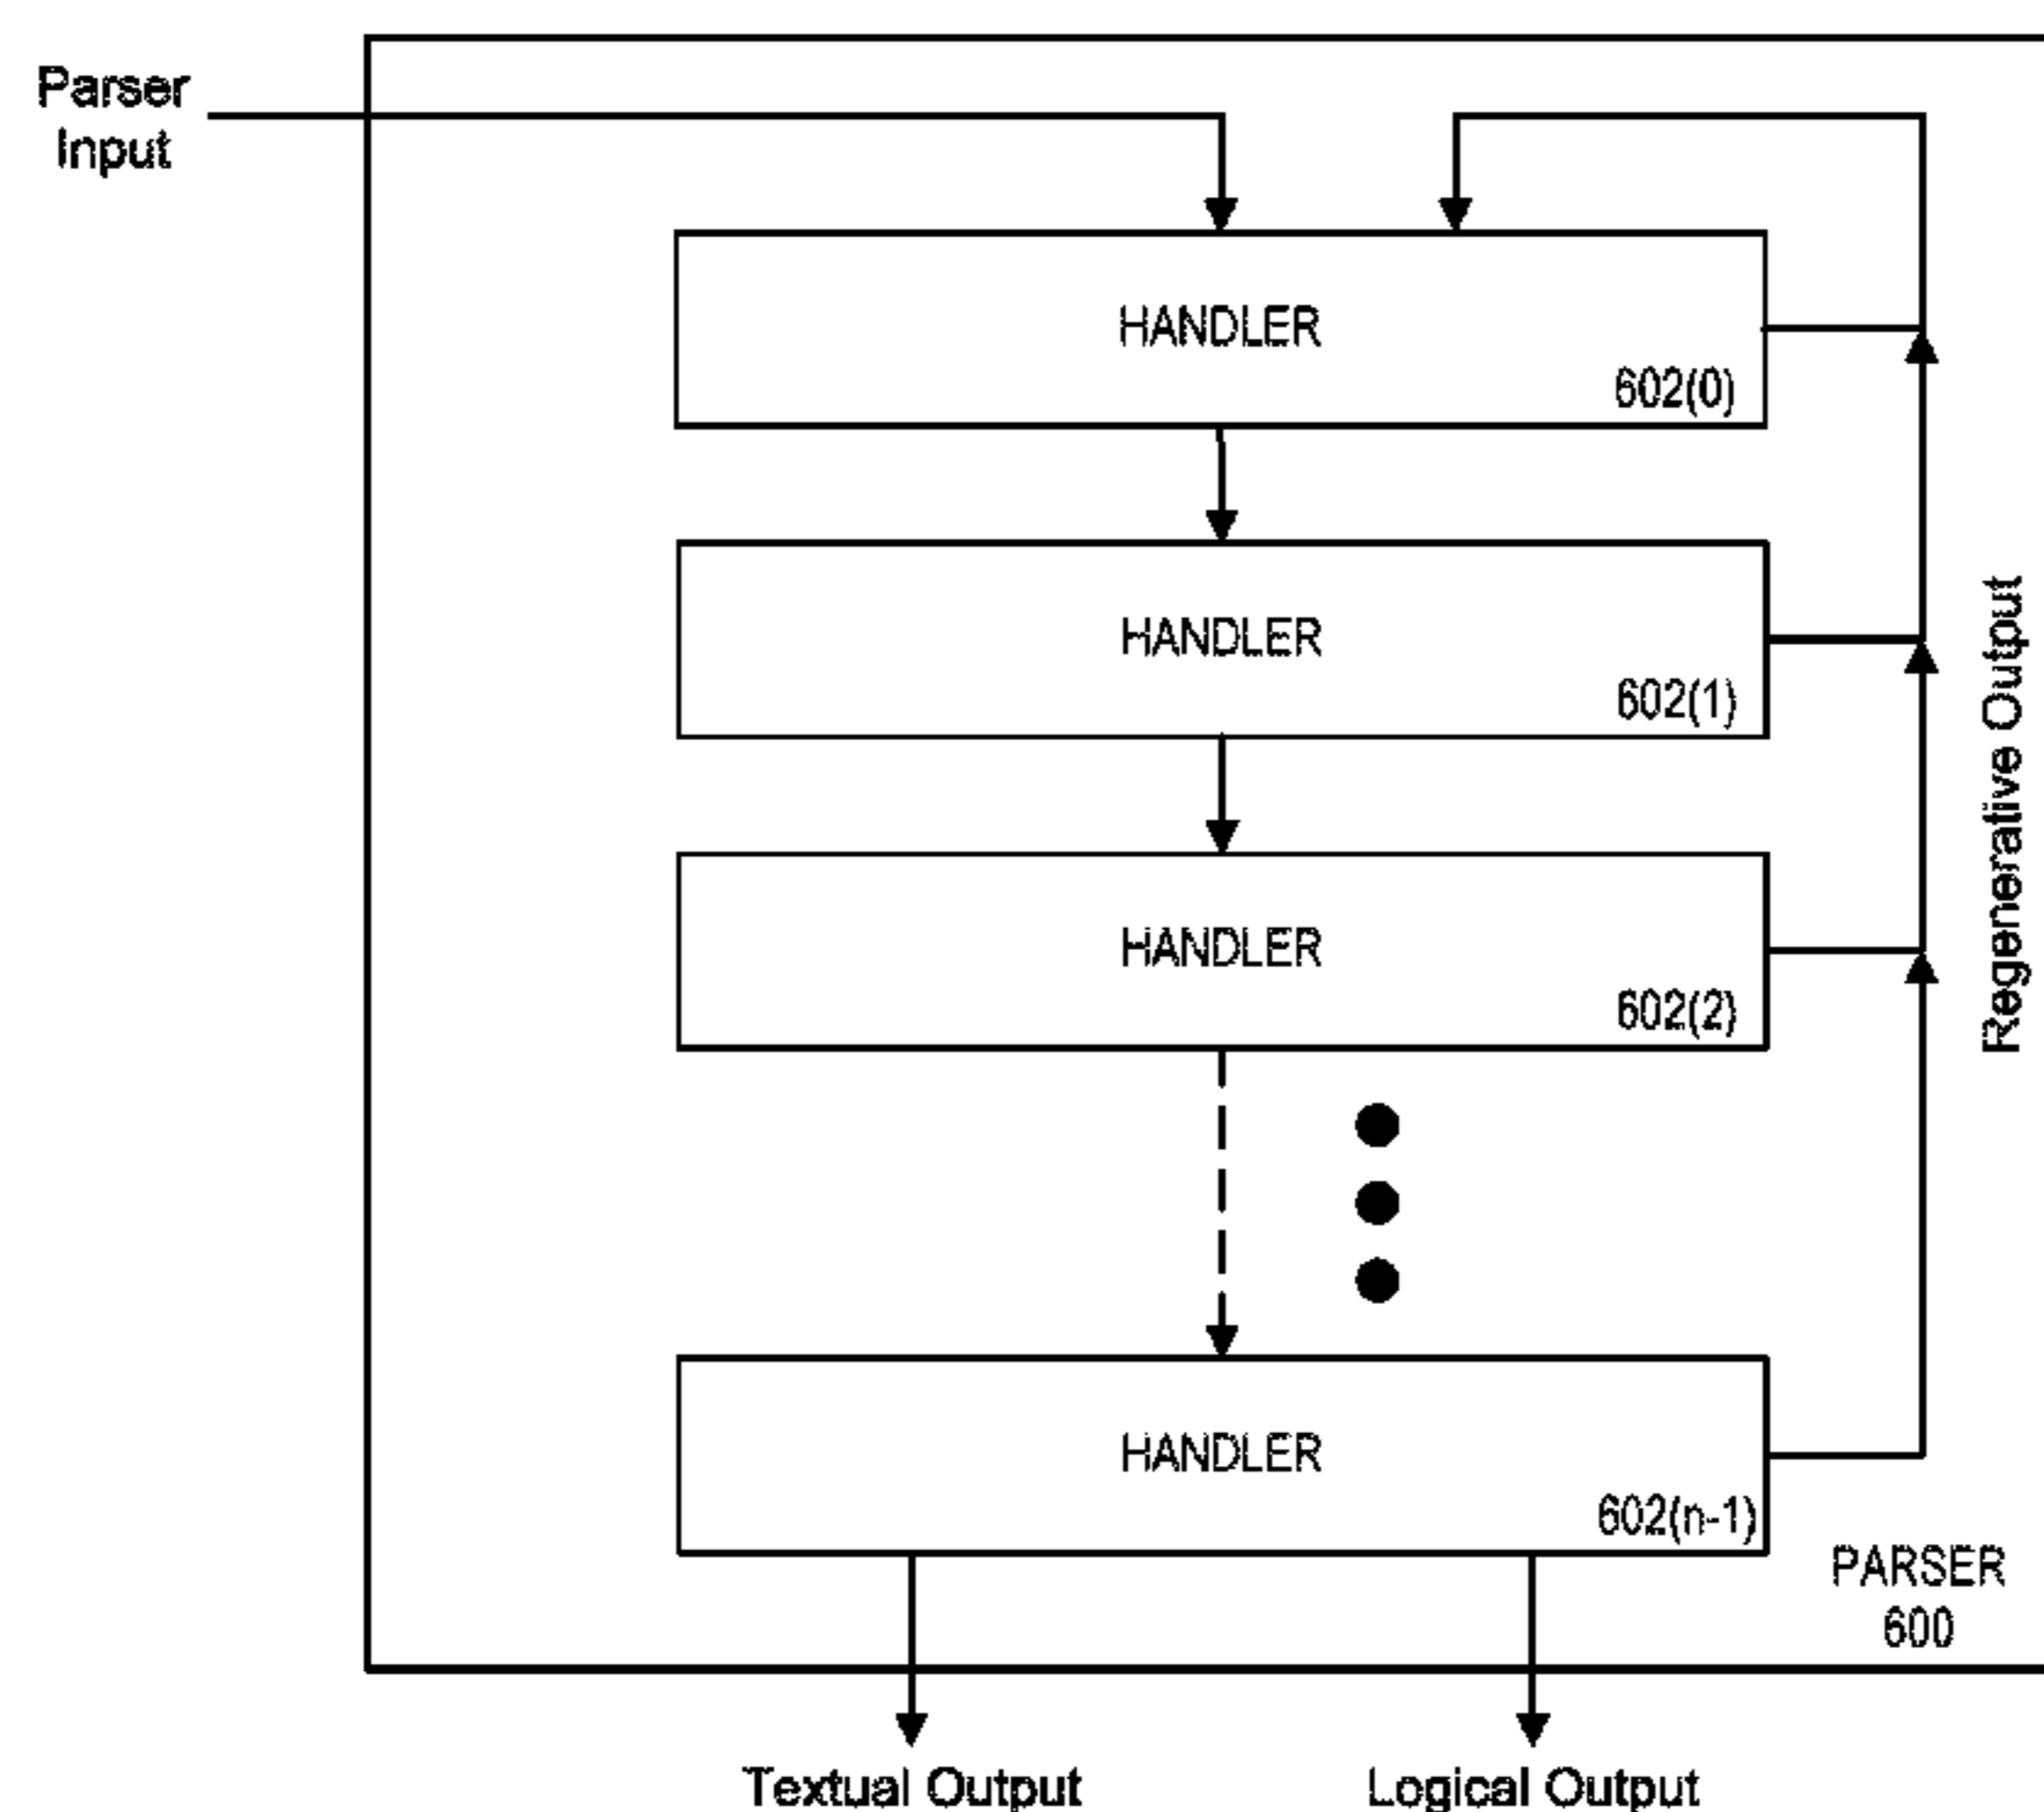 Parser
Input
HANDLER
602(0)
HANDLER
602(1)
Regenerative Output
HANDLER
602(2)
HANDLER
602(n-1)
PARSER
600
Textual Output
Logical Output